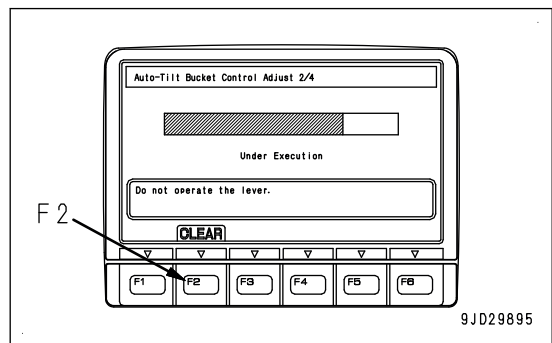 Auto-Tilt Bucket Control Adjust 2/4
Under Execution
Do not operate the lever.
F2
CLEAR
F1 F2 F3 F4 F5 F6
9JD29895